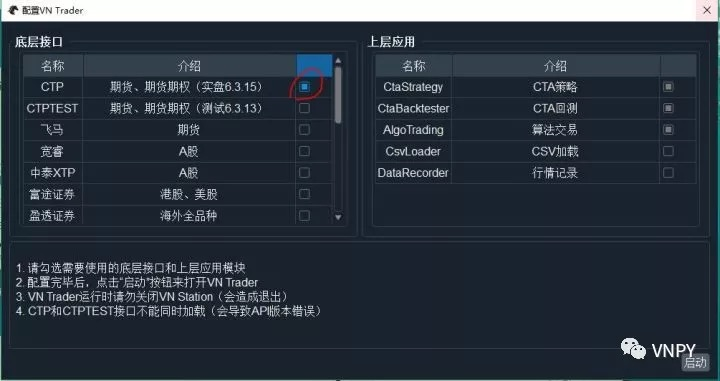 配置VN Trader
底层接口
名称 介绍
CTP 期货、期货期权（实盘6.3.15）
CTPTEST 期货、期货期权（测试6.3.13）
飞马 期货
宽睿 A股
中泰XTP A股
富途证券 港股、美股
盈透证券 海外全品种
上层应用
名称 介绍
CtaStrategy CTA策略
CtaBacktester CTA回测
AlgoTrading 算法交易
CsvLoader CSV加载
DataRecorder 行情记录
1. 请勾选需要使用的底层接口和上层应用模块
2. 配置完毕后，点击“启动”按钮来打开VN Trader
3. VN Trader运行时请勿关闭VN Station（会造成退出）
4. CTP和CTPTEST接口不能同时加载（会导致API版本错误）
VNPY
启动